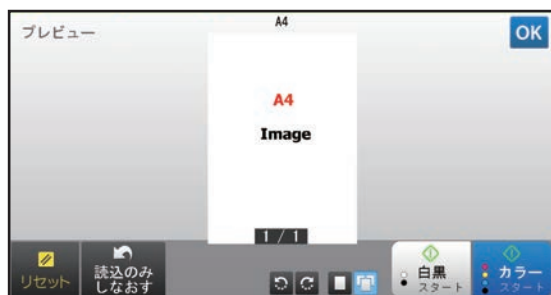 A4
プレビュー
OK
A4
Image
1 / 1
リセット
読込のみ
しなおす
白黒
スタート
カラー
スタート